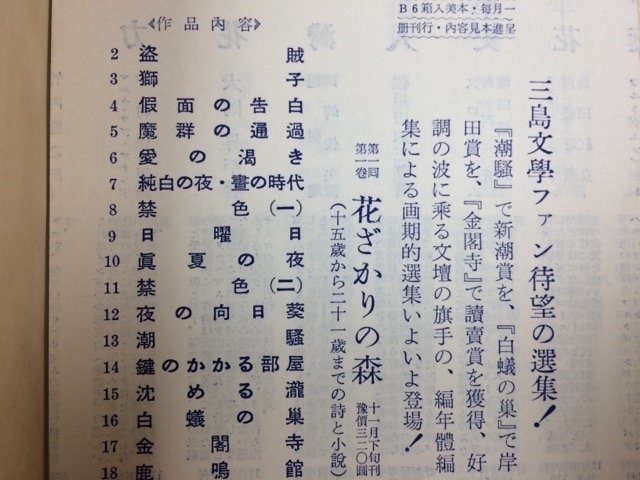 B6箱入美本・毎月一
冊刊行・内容見本進呈
三島文學ファン待望の選集!
『潮騒』で新潮賞を、『白蟻の巣』で岸
田賞を、『金閣寺』で讀賣賞を獲得、好
調の波に乗る文壇の旗手の、編年體編
集による画期的選集いよいよ登場!
第一回
第一巻
花ざかりの森
十一月下旬刊
豫價三二〇圓
(十五歳から二十一歳までの詩と小説)
《作品内容》
2 盗賊
3 獅子
4 假面の告白
5 魔群の通過
6 愛の渇き
7 純白の夜・晝の時代
8 禁色(一)
9 日曜日
10 眞夏の夜
11 禁色(二)
12 夜の向日葵
13 潮騒
14 鍵のかかる部屋
15 沈める瀧
16 白蟻の巣
17 金閣寺
18 鹿鳴館